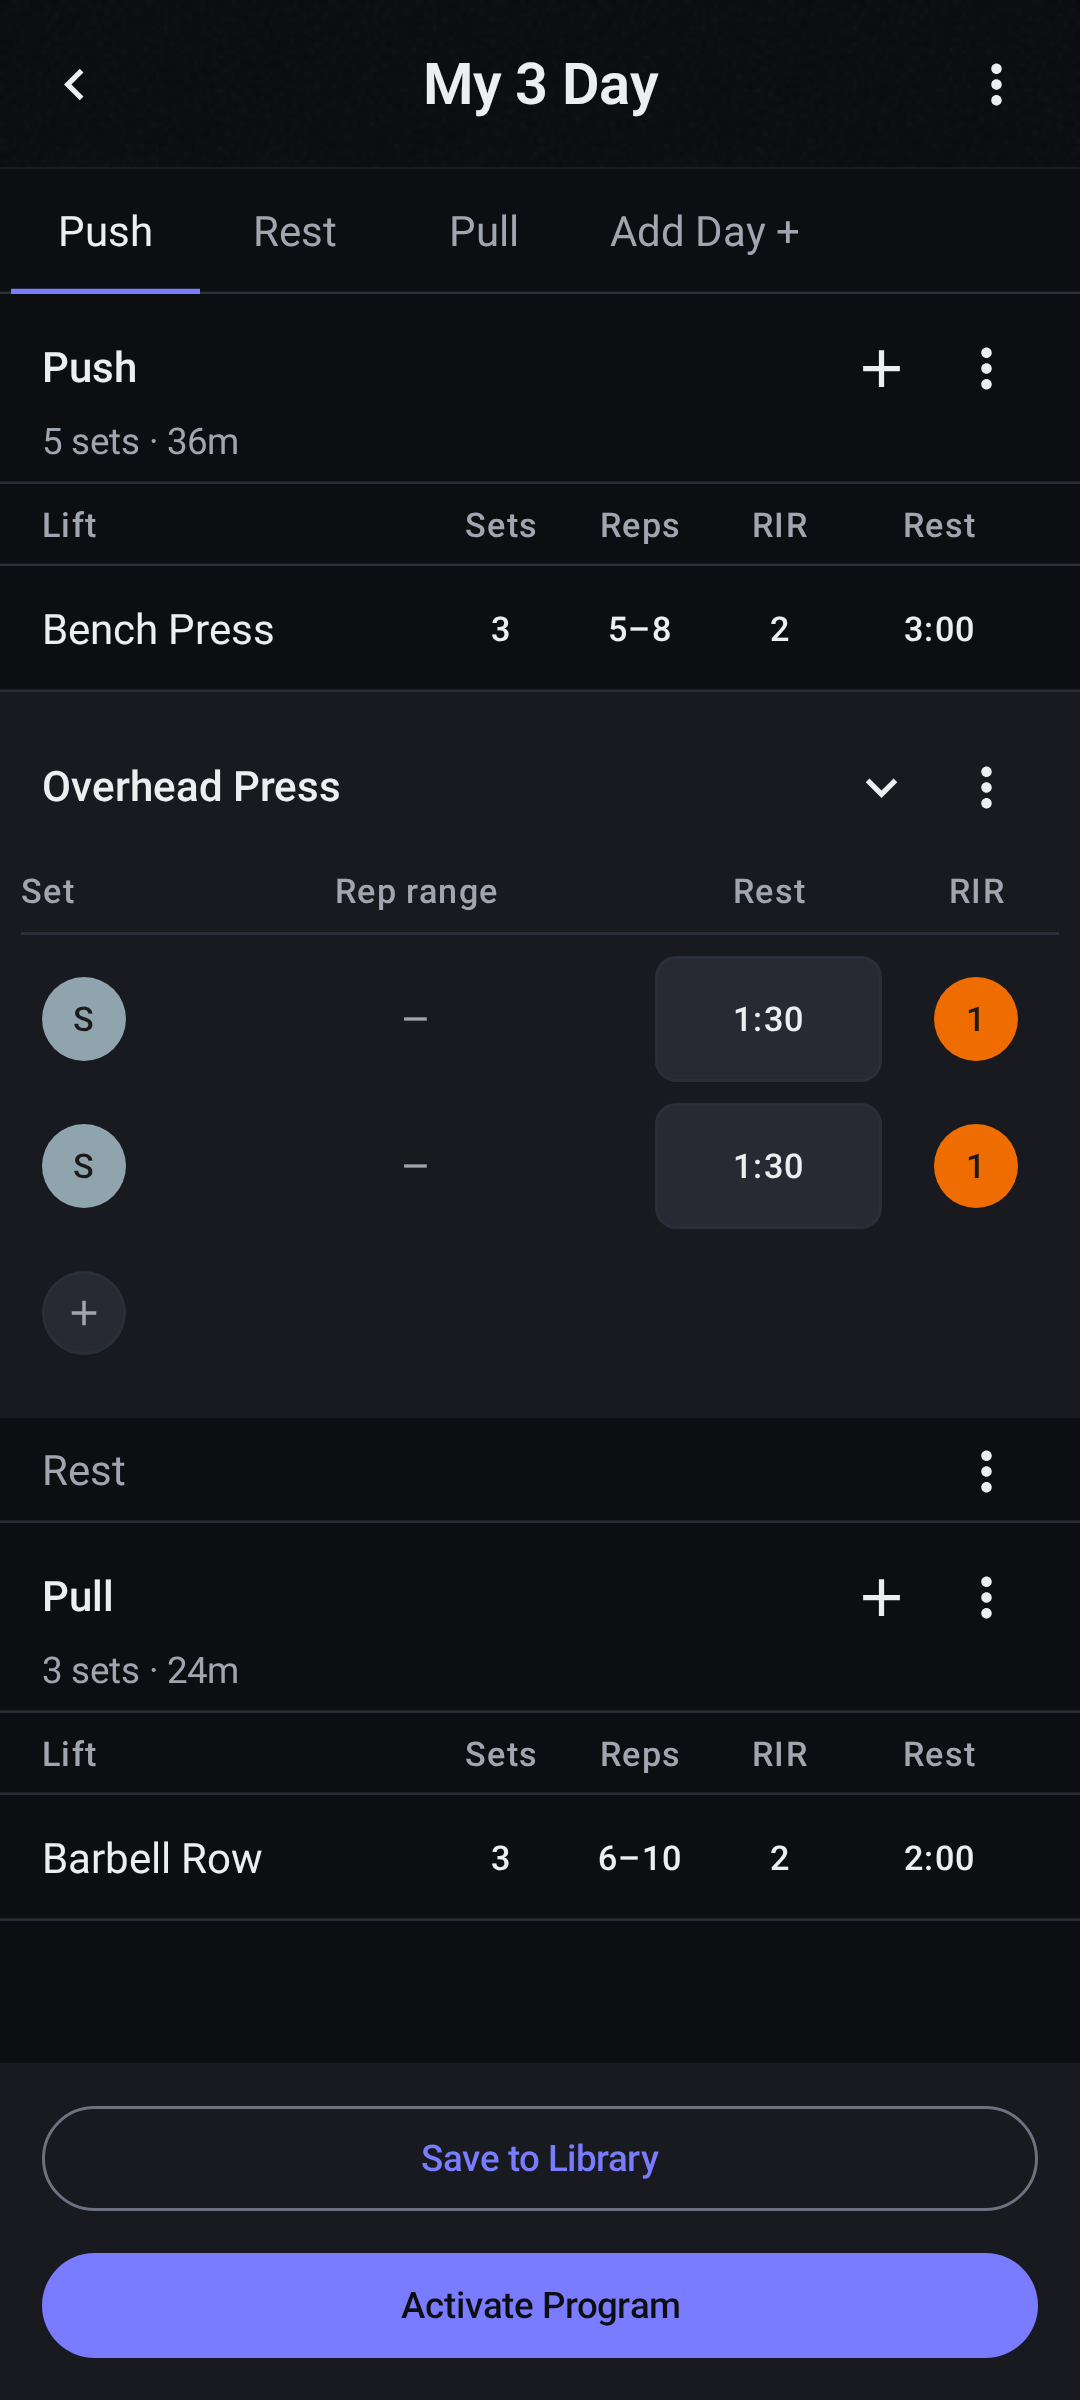 My 3 Day
Push Rest Pull Add Day +
Push
5 sets · 36m
Lift Sets Reps RIR Rest
Bench Press 3 5–8 2 3:00
Overhead Press
Set Rep range Rest RIR
S – 1:30 1
S – 1:30 1
+
Rest
Pull
3 sets · 24m
Lift Sets Reps RIR Rest
Barbell Row 3 6–10 2 2:00
Save to Library
Activate Program